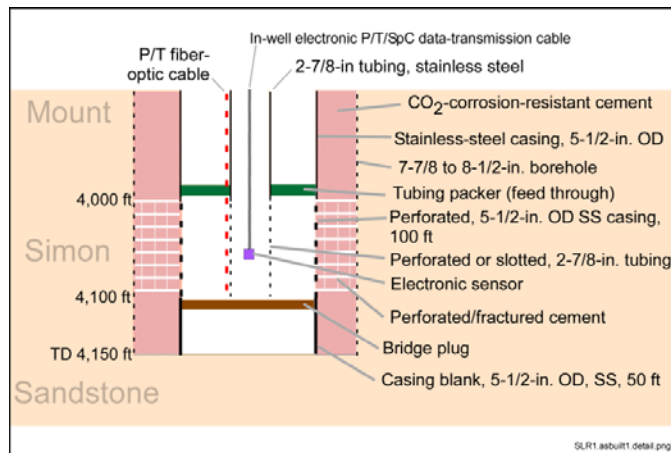 In-well electronic P/T/SpC data-transmission cable
P/T fiber-
optic cable
2-7/8-in tubing, stainless steel
Mount
CO2-corrosion-resistant cement
Stainless-steel casing, 5-1/2-in. OD
7-7/8 to 8-1/2-in. borehole
Tubing packer (feed through)
4,000 ft
Perforated, 5-1/2-in. OD SS casing,
100 ft
Simon
Perforated or slotted, 2-7/8-in. tubing
Electronic sensor
4,100 ft
Perforated/fractured cement
Bridge plug
TD 4,150 ft
Casing blank, 5-1/2-in. OD, SS, 50 ft
Sandstone
SLR1.asbuilt1.detail.png